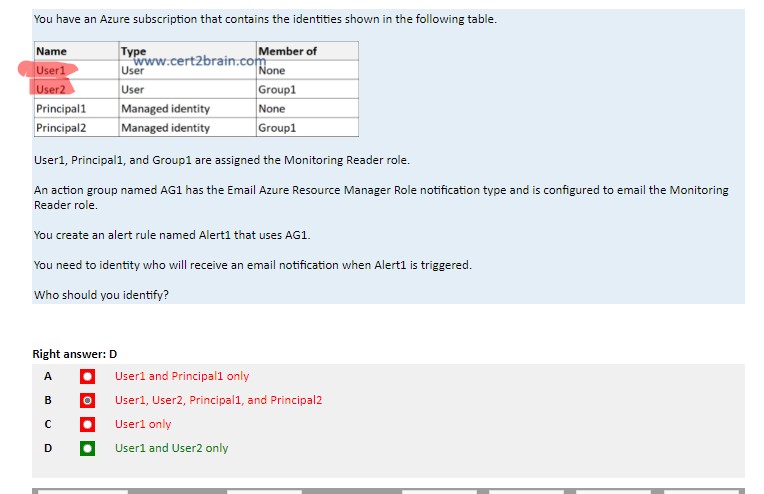 You have an Azure subscription that contains the identities shown in the following table.
Name Type Member of
www.cert2brain.com
User1 User None
User2 User Group1
Principal1 Managed identity None
Principal2 Managed identity Group1
User1, Principal1, and Group1 are assigned the Monitoring Reader role.
An action group named AG1 has the Email Azure Resource Manager Role notification type and is configured to email the Monitoring
Reader role.
You create an alert rule named Alert1 that uses AG1.
You need to identity who will receive an email notification when Alert1 is triggered.
Who should you identify?
Right answer: D
A User1 and Principal1 only
B User1, User2, Principal1, and Principal2
C User1 only
D User1 and User2 only